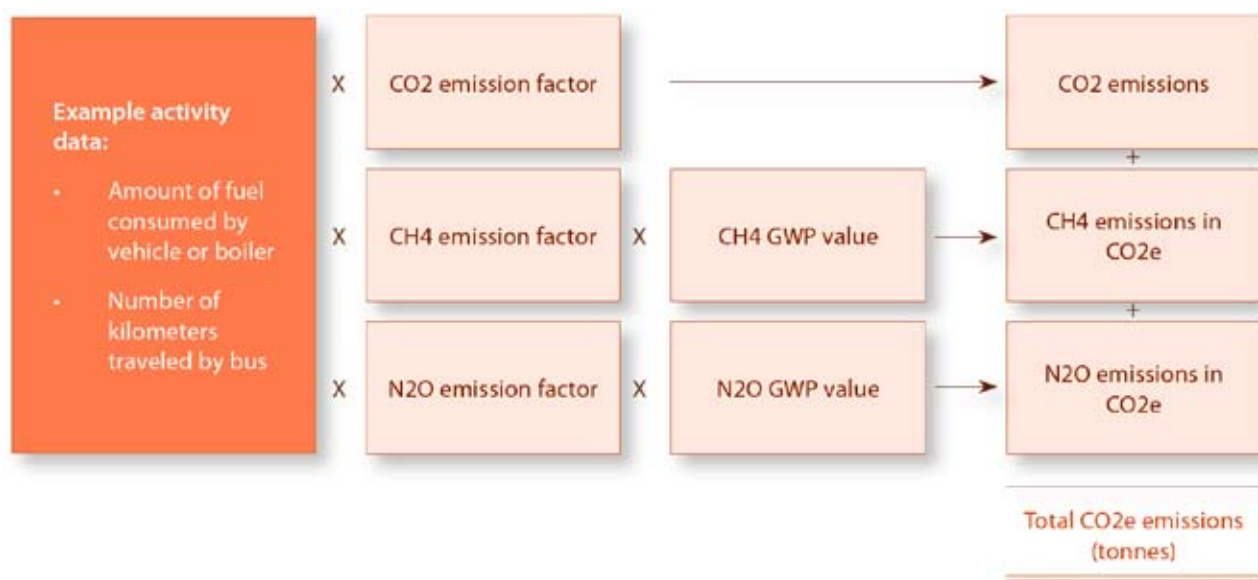 Example activity
data:
• Amount of fuel
consumed by
vehicle or boiler
• Number of
kilometers
traveled by bus
X
CO2 emission factor
CO2 emissions
+
X
CH4 emission factor
X
CH4 GWP value
CH4 emissions in
CO2e
+
X
N2O emission factor
X
N2O GWP value
N2O emissions in
CO2e
Total CO2e emissions
(tonnes)